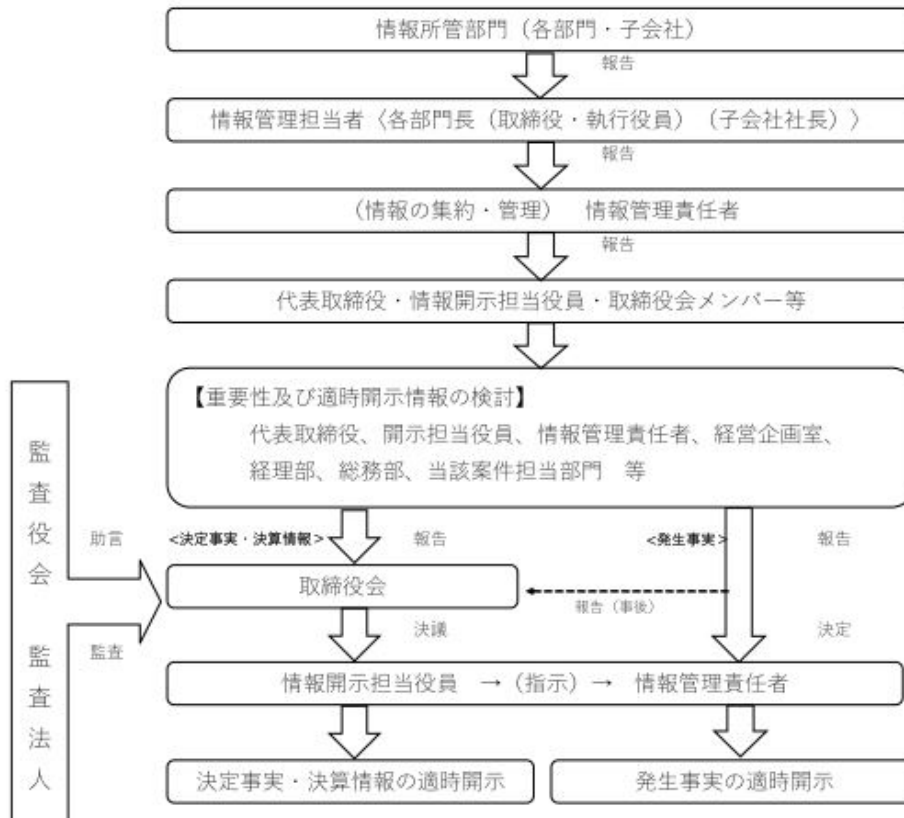 情報所管部門（各部門・子会社）
報告
情報管理担当者〈各部門長（取締役・執行役員）（子会社社長）〉
報告
（情報の集約・管理）　情報管理責任者
報告
代表取締役・情報開示担当役員・取締役会メンバー等
【重要性及び適時開示情報の検討】
代表取締役、開示担当役員、情報管理責任者、経営企画室、
経理部、総務部、当該案件担当部門　等
監査役会　監査法人
助言
監査
<決定事実・決算情報>
報告
<発生事実>
報告
取締役会
報告（事後）
決議
決定
情報開示担当役員　→（指示）→　情報管理責任者
決定事実・決算情報の適時開示
発生事実の適時開示